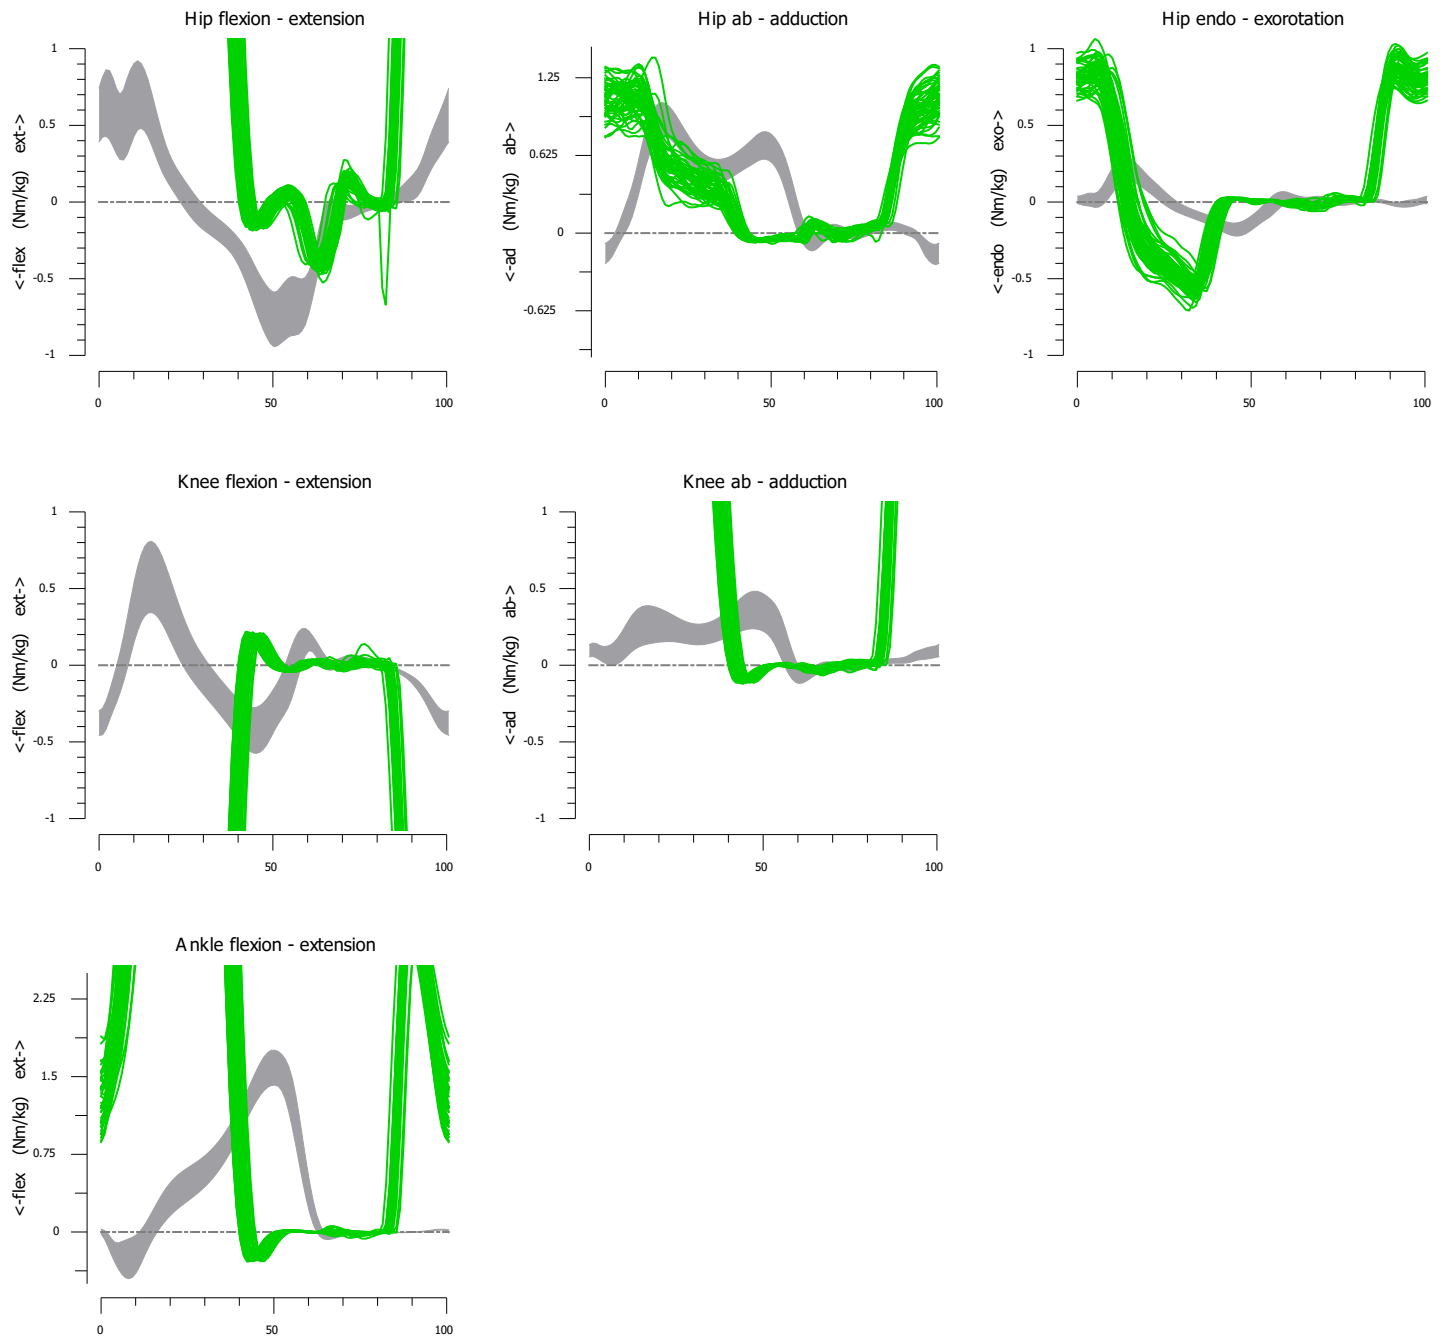 Hip flexion - extension
1
0.5
0
-0.5
-1
<-flex (Nm/kg) ext->
0 50 100
Hip ab - adduction
1.25
0.625
0
-0.625
<-ad (Nm/kg) ab->
0 50 100
Hip endo - exorotation
1
0.5
0
-0.5
-1
<-endo (Nm/kg) exo->
0 50 100
Knee flexion - extension
1
0.5
0
-0.5
-1
<-flex (Nm/kg) ext->
0 50 100
Knee ab - adduction
1
0.5
0
-0.5
-1
<-ad (Nm/kg) ab->
0 50 100
Ankle flexion - extension
2.25
1.5
0.75
0
<-flex (Nm/kg) ext->
0 50 100